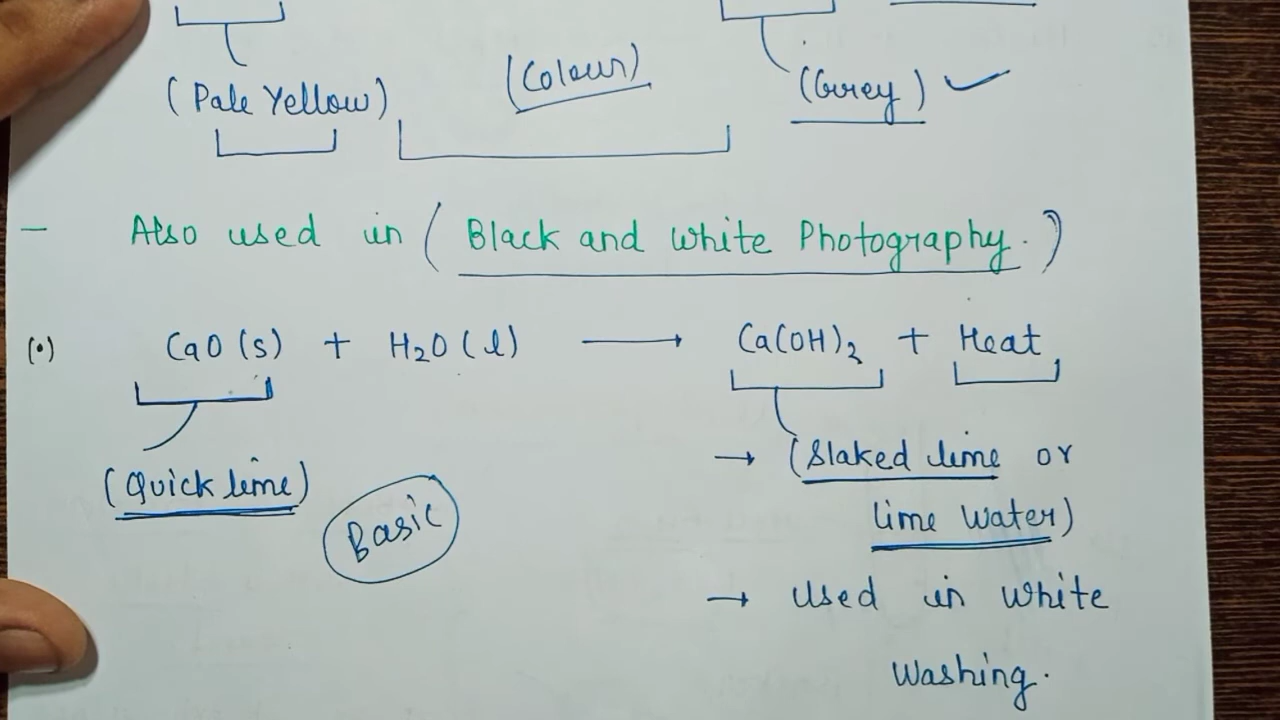 (Pale Yellow) (Colour) (Grey) ✓
— Also used in (Black and White Photography.)
(•) CaO(s) + H₂O(l) ⟶ Ca(OH)₂ + Heat
→ (Slaked lime or
(Quick lime)
lime water)
Basic
→ Used in white
washing.